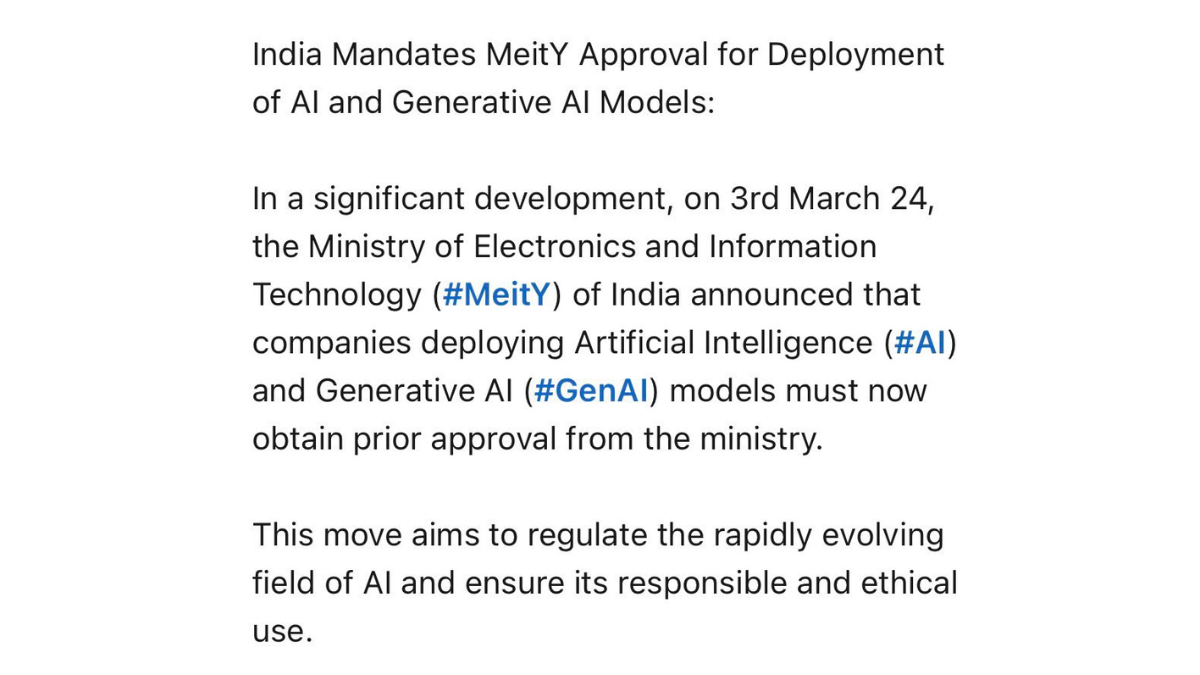 India Mandates MeitY Approval for Deployment
of AI and Generative AI Models:
In a significant development, on 3rd March 24,
the Ministry of Electronics and Information
Technology (#MeitY) of India announced that
companies deploying Artificial Intelligence (#AI)
and Generative AI (#GenAI) models must now
obtain prior approval from the ministry.
This move aims to regulate the rapidly evolving
field of AI and ensure its responsible and ethical
use.